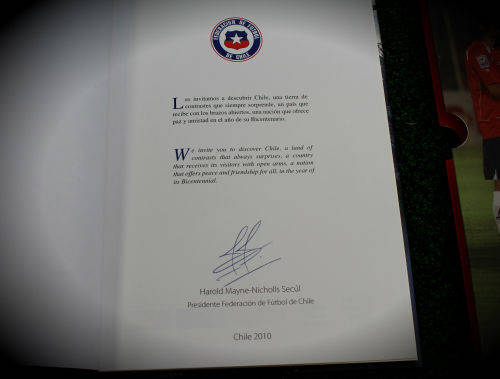 FEDERACION DE FUTBOL
DE CHILE
Les invitamos a descubrir Chile, una tierra de
contrastes que siempre sorprende, un país que
recibe con los brazos abiertos, una nación que ofrece
paz y amistad en el año de su Bicentenario.
We invite you to discover Chile, a land of
contrasts that always surprises, a country
that receives its visitors with open arms, a nation
that offers peace and friendship for all, in the year of
its Bicentennial.
Harold Mayne-Nicholls Secúl
Presidente Federación de Fútbol de Chile
Chile 2010